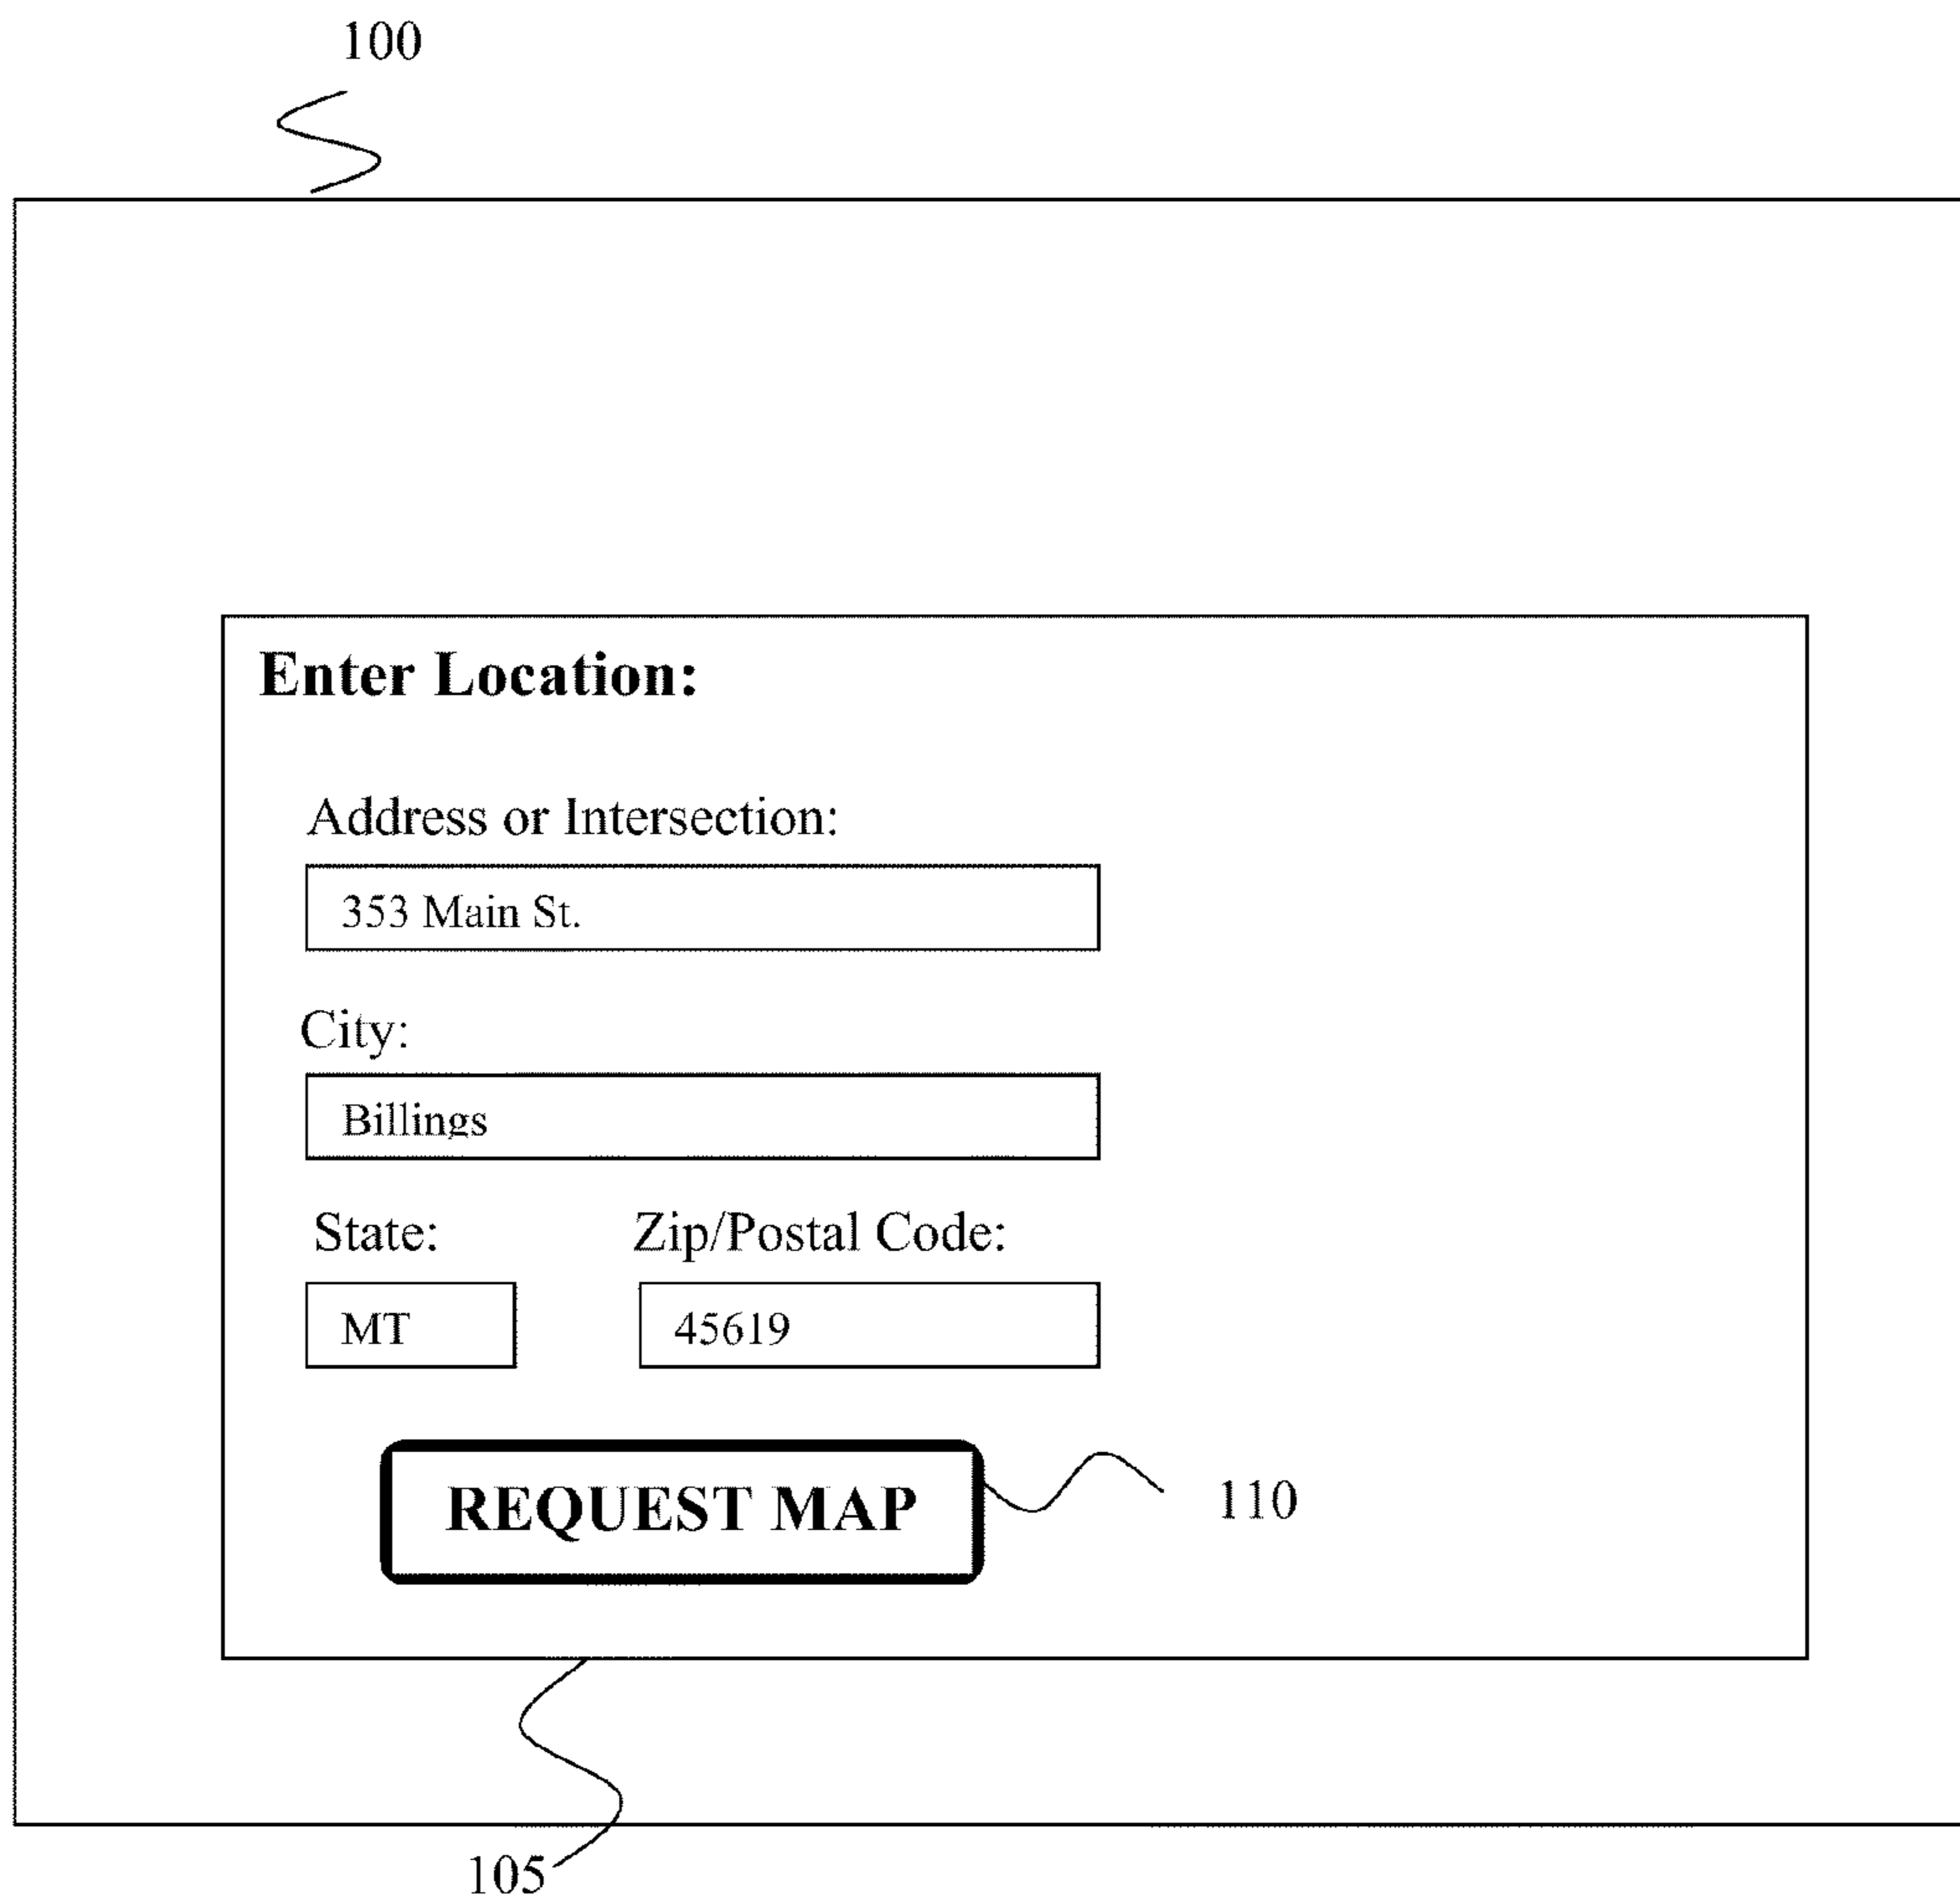 100
Enter Location:
Address or Intersection:
353 Main St.
City:
Billings
State: Zip/Postal Code:
MT 45619
REQUEST MAP 110
105